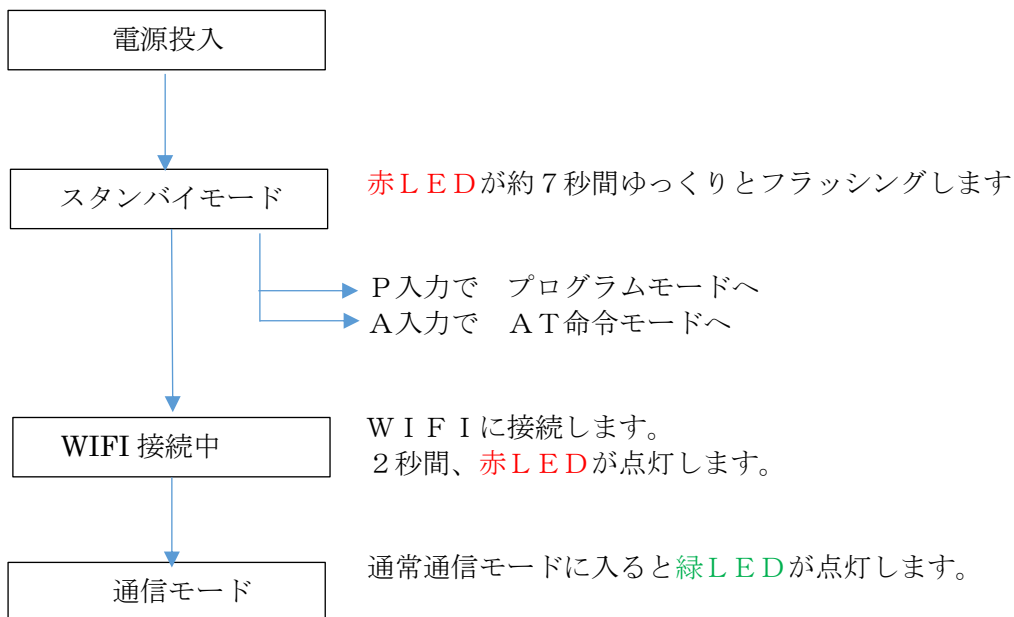 電源投入
スタンバイモード
赤ＬＥＤが約７秒間ゆっくりとフラッシングします
Ｐ入力で　プログラムモードへ
Ａ入力で　ＡＴ命令モードへ
WIFI 接続中
ＷＩＦＩに接続します。
２秒間、赤ＬＥＤが点灯します。
通信モード
通常通信モードに入ると緑ＬＥＤが点灯します。